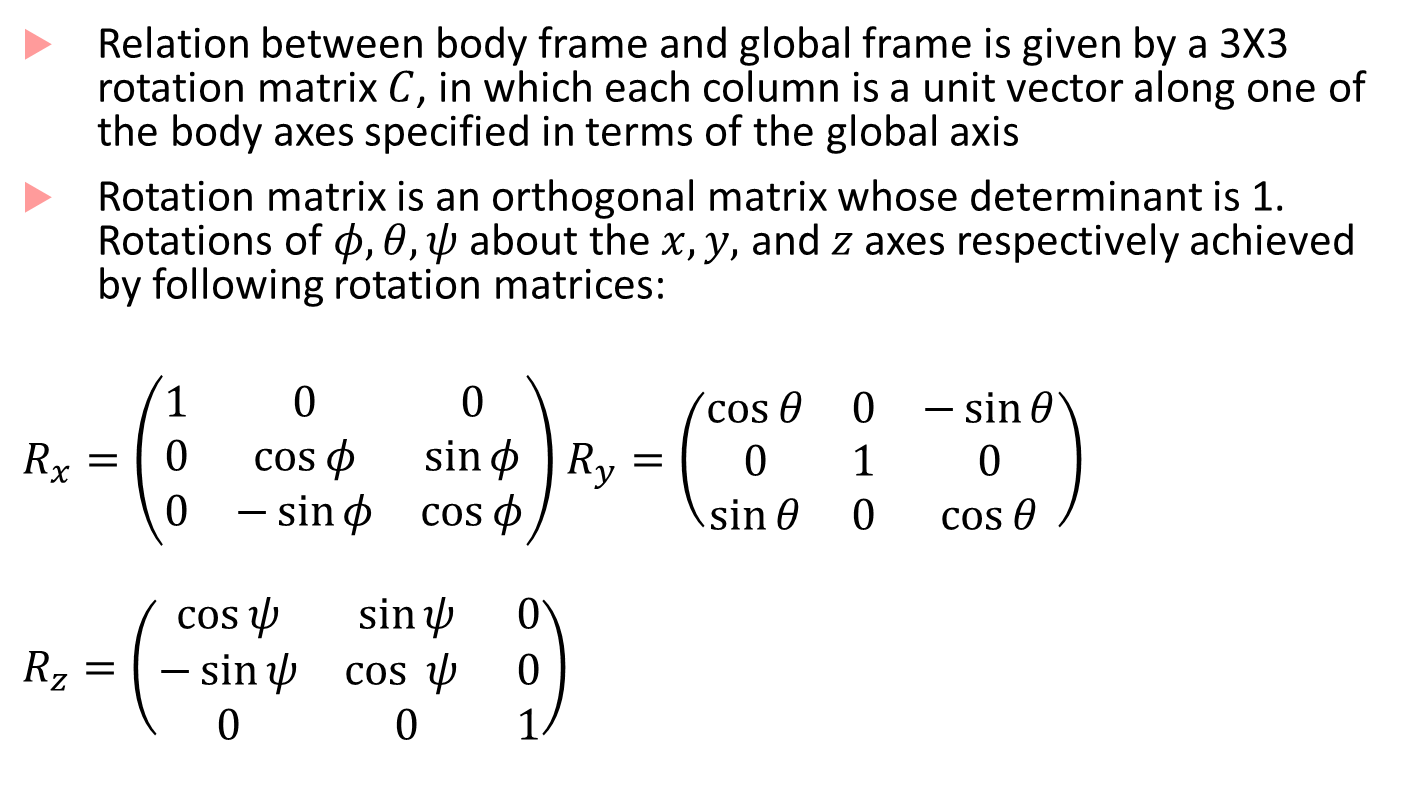 Relation between body frame and global frame is given by a 3X3
rotation matrix C, in which each column is a unit vector along one of
the body axes specified in terms of the global axis
Rotation matrix is an orthogonal matrix whose determinant is 1.
Rotations of ϕ, θ, ψ about the x, y, and z axes respectively achieved
by following rotation matrices:
R_x = (1 0 0
0 cos ϕ sin ϕ
0 − sin ϕ cos ϕ)
R_y = (cos θ 0 − sin θ
0 1 0
sin θ 0 cos θ)
R_z = (cos ψ sin ψ 0
− sin ψ cos ψ 0
0 0 1)